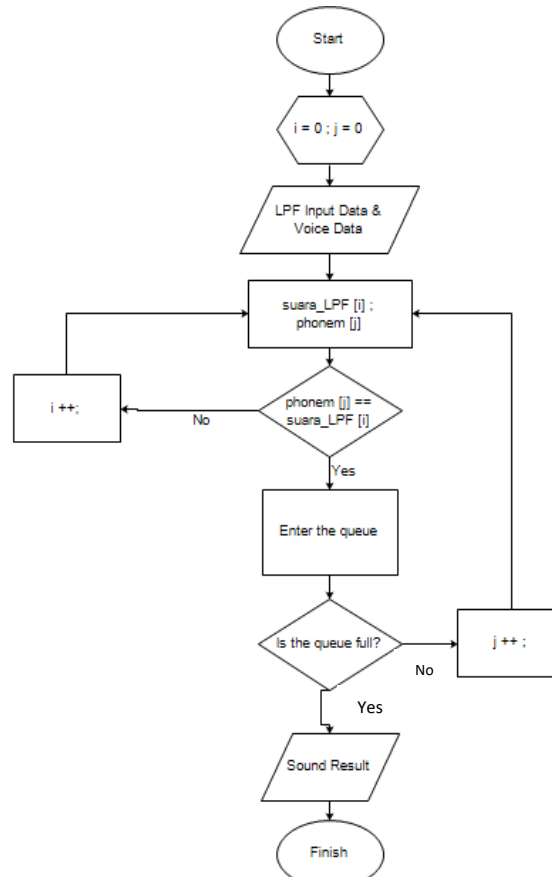 Start
i = 0 ; j = 0
LPF Input Data &
Voice Data
suara_LPF [i] ;
phonem [j]
i ++;
No
phonem [j] ==
suara_LPF [i]
Yes
Enter the queue
Is the queue full?
No
j ++ ;
Yes
Sound Result
Finish